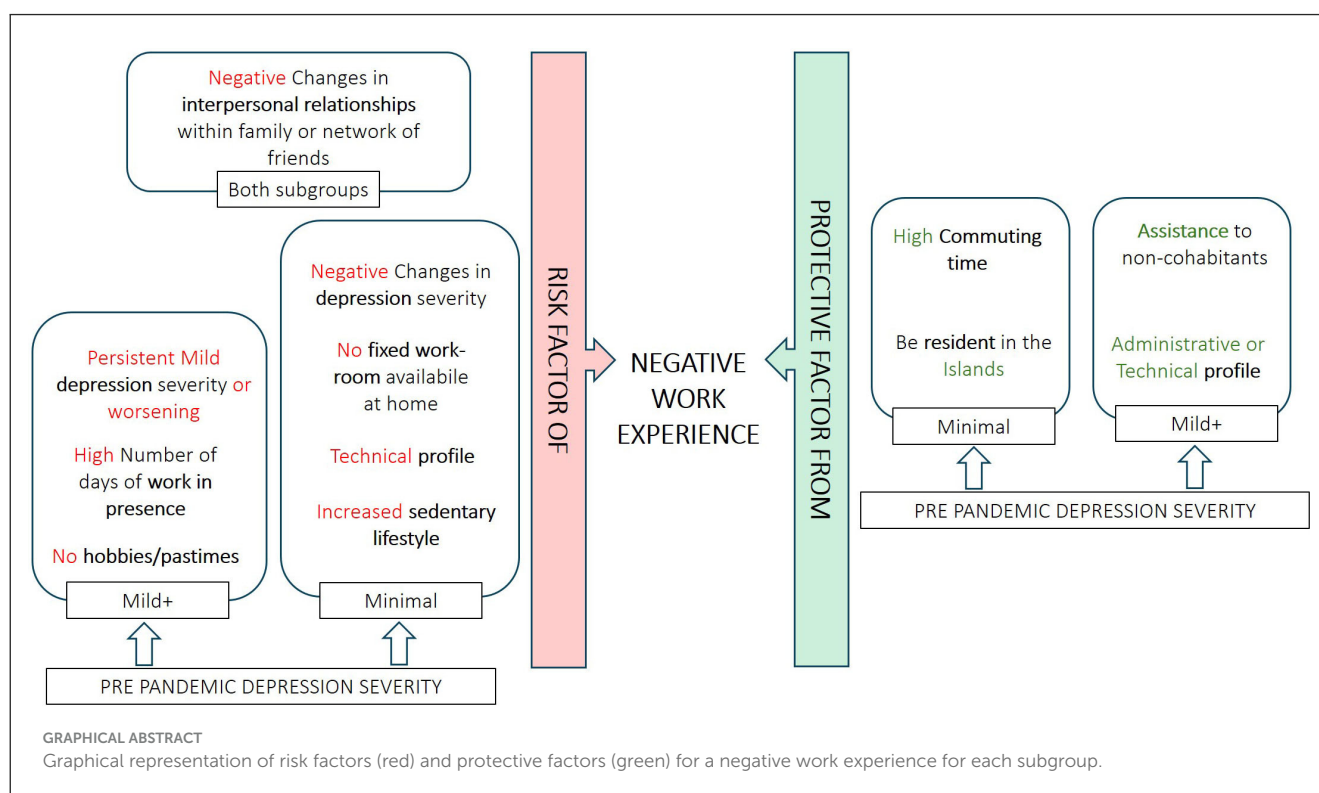 Negative Changes in
interpersonal relationships
within family or network of
friends
Both subgroups
Persistent Mild
depression severity or
worsening
High Number of
days of work in
presence
No hobbies/pastimes
Mild+
Negative Changes in
depression severity
No fixed work-
room availabile
at home
Technical profile
Increased sedentary
lifestyle
Minimal
PRE PANDEMIC DEPRESSION SEVERITY
RISK FACTOR OF
NEGATIVE
WORK
EXPERIENCE
PROTECTIVE FACTOR FROM
High Commuting
time
Be resident in the
Islands
Minimal
Assistance to
non-cohabitants
Administrative or
Technical profile
Mild+
PRE PANDEMIC DEPRESSION SEVERITY
GRAPHICAL ABSTRACT
Graphical representation of risk factors (red) and protective factors (green) for a negative work experience for each subgroup.